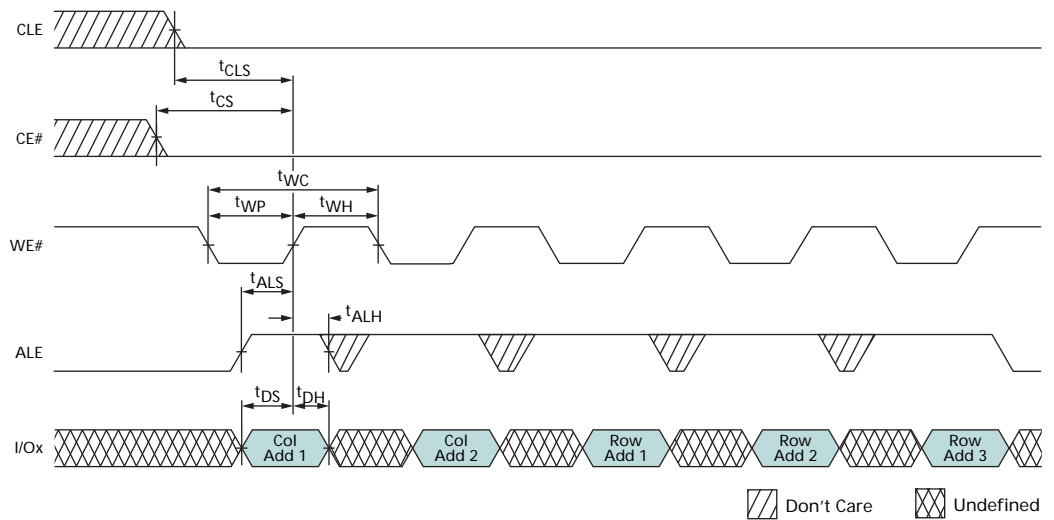 CLE
tCLS
tCS
CE#
tWC
tWP
tWH
WE#
tALS
tALH
ALE
tDS
tDH
I/Ox
Col
Add 1
Col
Add 2
Row
Add 1
Row
Add 2
Row
Add 3
Don't Care
Undefined